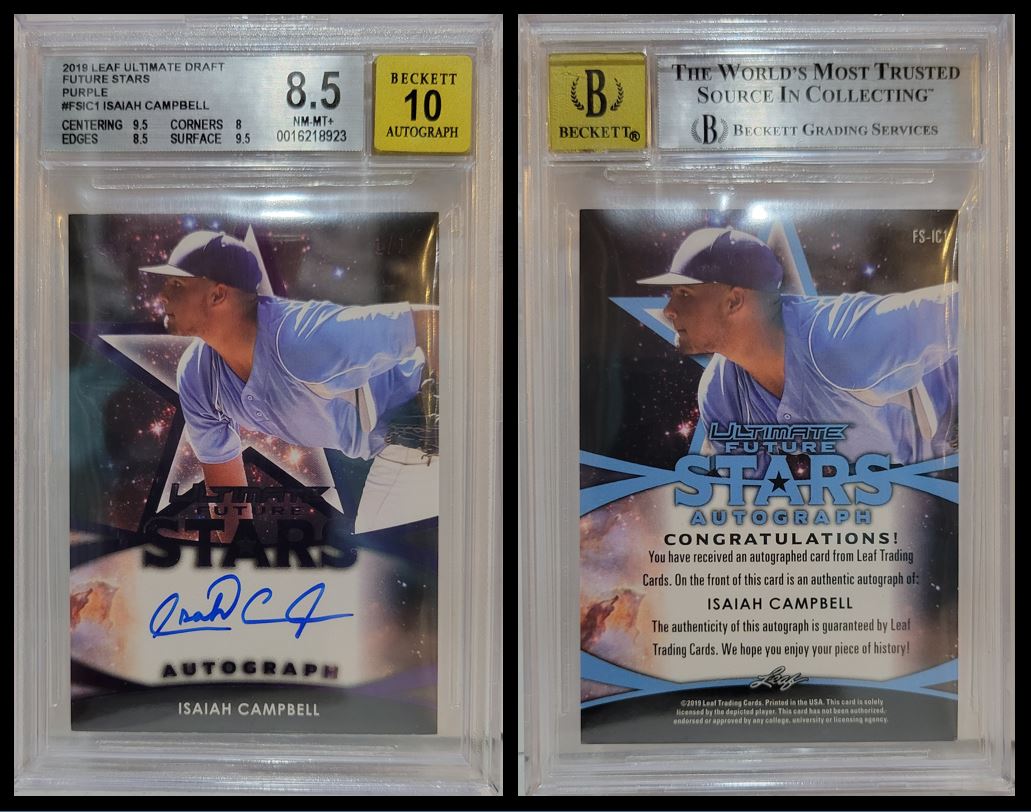 2019 LEAF ULTIMATE DRAFT
FUTURE STARS
PURPLE
#FSIC1 ISAIAH CAMPBELL
CENTERING 9.5 CORNERS 8
EDGES 8.5 SURFACE 9.5
8.5
NM-MT+
0016218923
BECKETT
10
AUTOGRAPH
1/1
ULTIMATE
FUTURE
STARS
AUTOGRAPH
ISAIAH CAMPBELL
B
BECKETT®
THE WORLD'S MOST TRUSTED
SOURCE IN COLLECTING™
B BECKETT GRADING SERVICES
FS-IC1
ULTIMATE
FUTURE
STARS
AUTOGRAPH
CONGRATULATIONS!
You have received an autographed card from Leaf Trading
Cards. On the front of this card is an authentic autograph of:
ISAIAH CAMPBELL
The authenticity of this autograph is guaranteed by Leaf
Trading Cards. We hope you enjoy your piece of history!
Leaf
©2019 Leaf Trading Cards. Printed in the USA. This card is solely
licensed by the depicted player. This card has not been authorized,
endorsed or approved by any college, university or licensing agency.